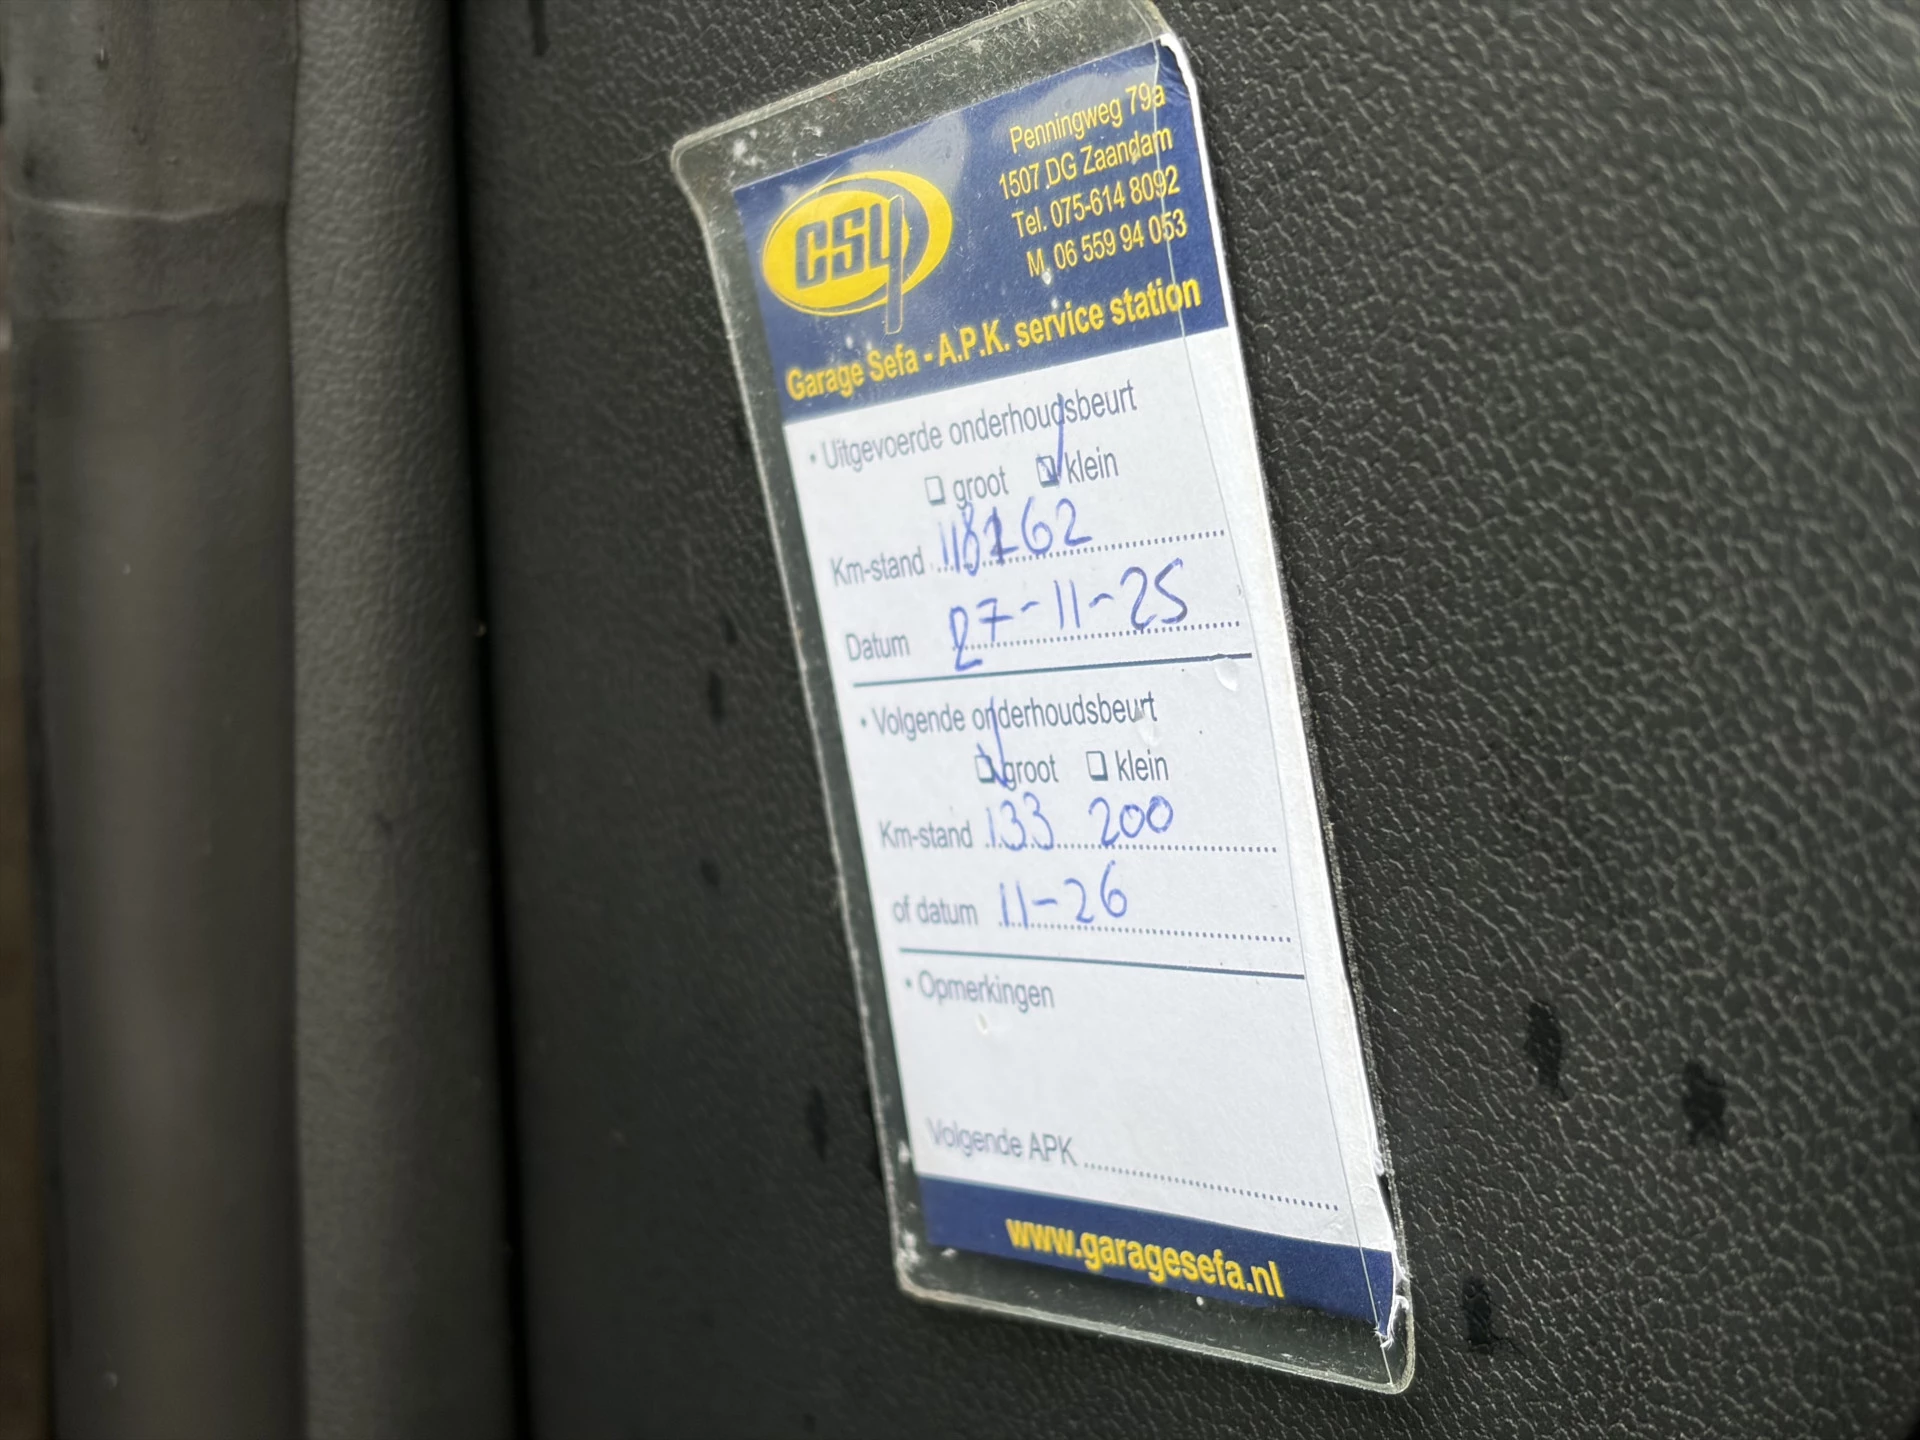 CSY
Penningweg 79a
1507 DG Zaandam
Tel. 075-614 8092
M. 06 559 94 053
Garage Sefa - A.P.K. service station
• Uitgevoerde onderhoudsbeurt
groot klein
Km-stand 118262
Datum 27-11-25
• Volgende onderhoudsbeurt
groot klein
Km-stand 133 200
of datum 11-26
• Opmerkingen
Volgende APK
www.garagesefa.nl